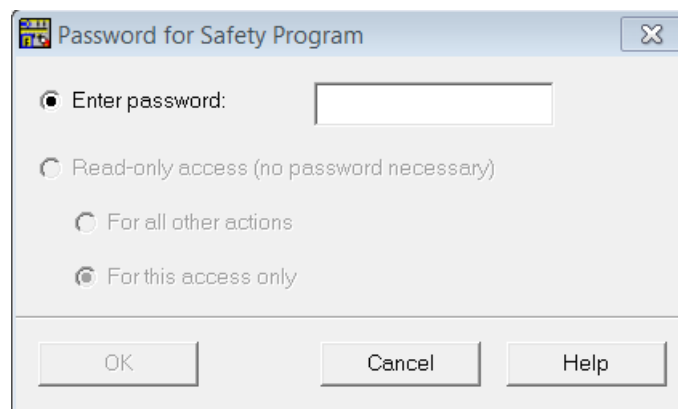 Password for Safety Program
Enter password:
Read-only access (no password necessary)
For all other actions
For this access only
OK Cancel Help